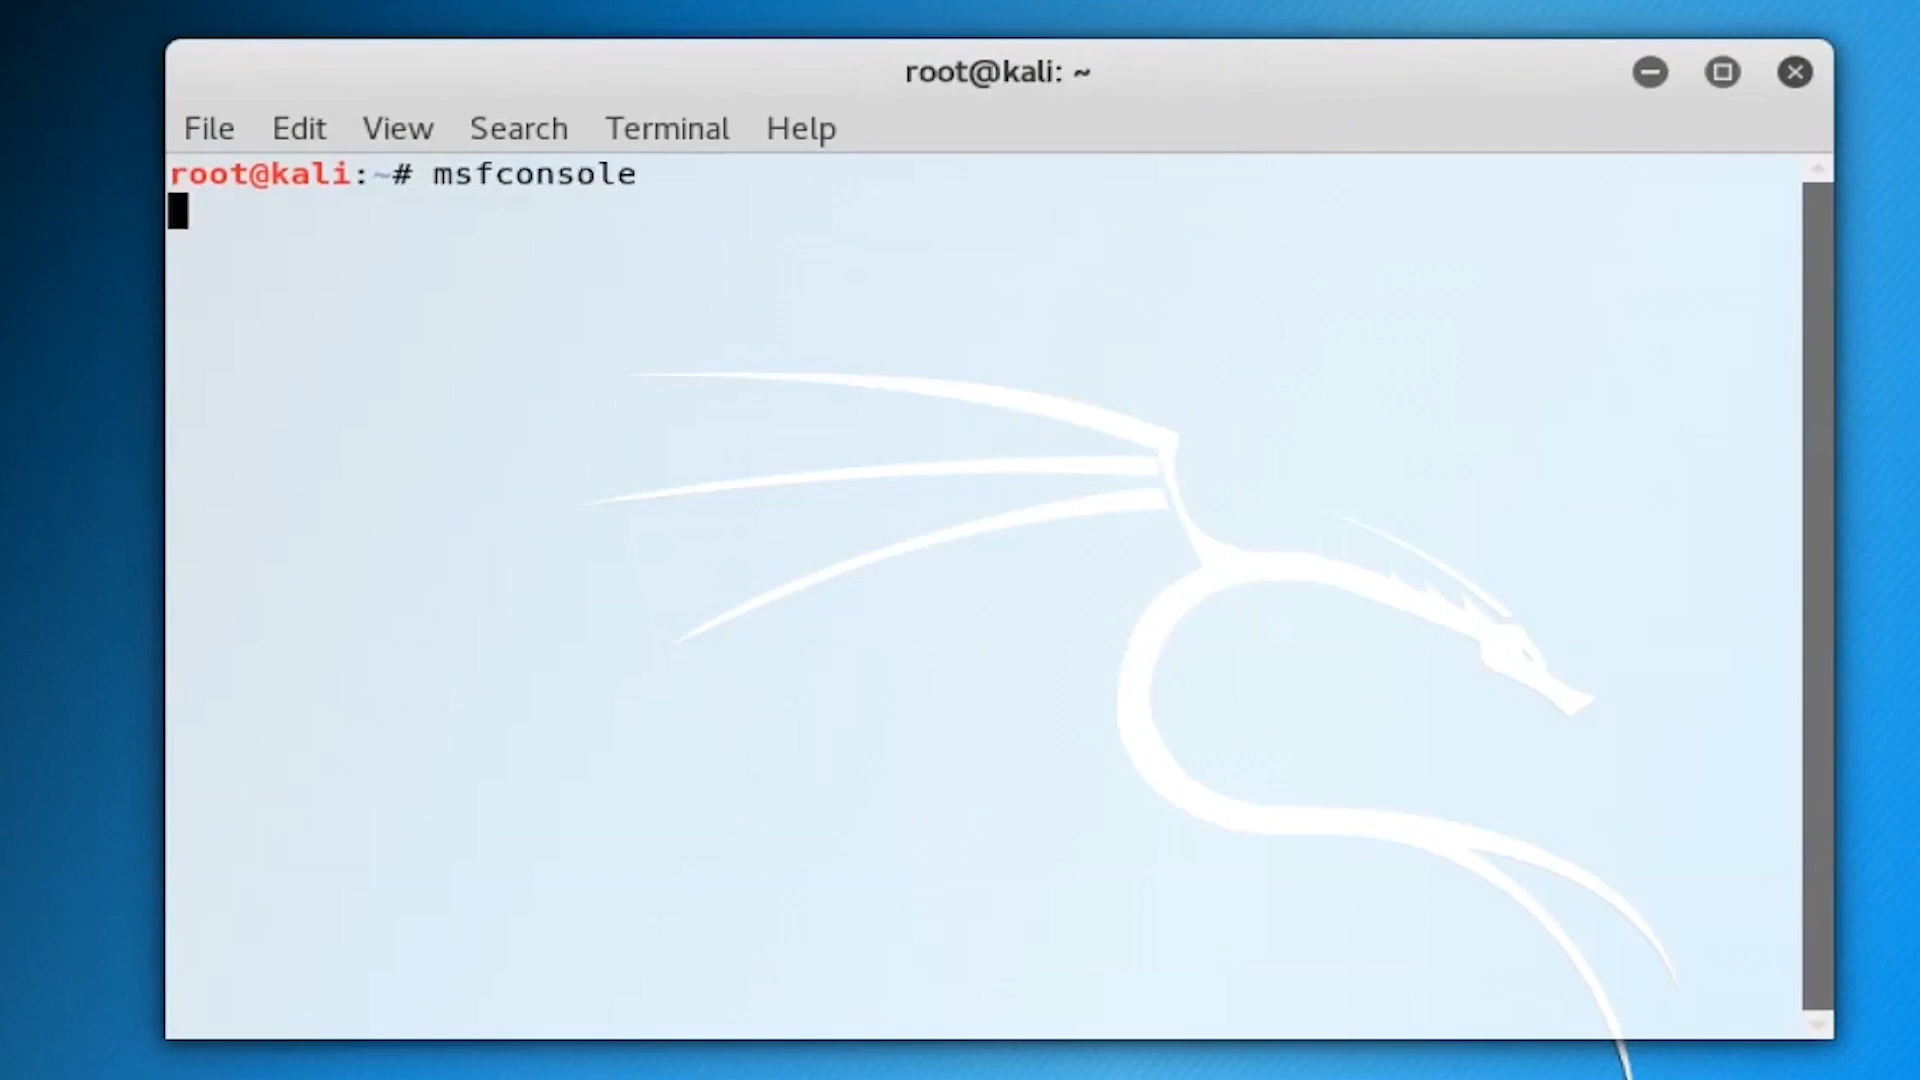 root@kali: ~
File Edit View Search Terminal Help
root@kali:~# msfconsole